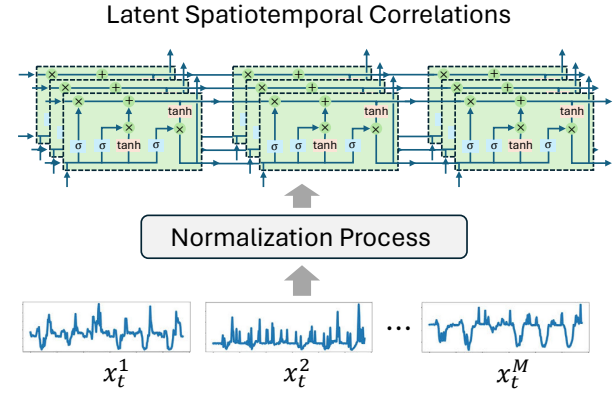 Latent Spatiotemporal Correlations
× + × + × +
× + × + × +
× + tanh × + tanh × + tanh
× × × × × ×
σ σ tanh σ σ σ tanh σ σ σ tanh σ
Normalization Process
...
x_t^1 x_t^2 x_t^M